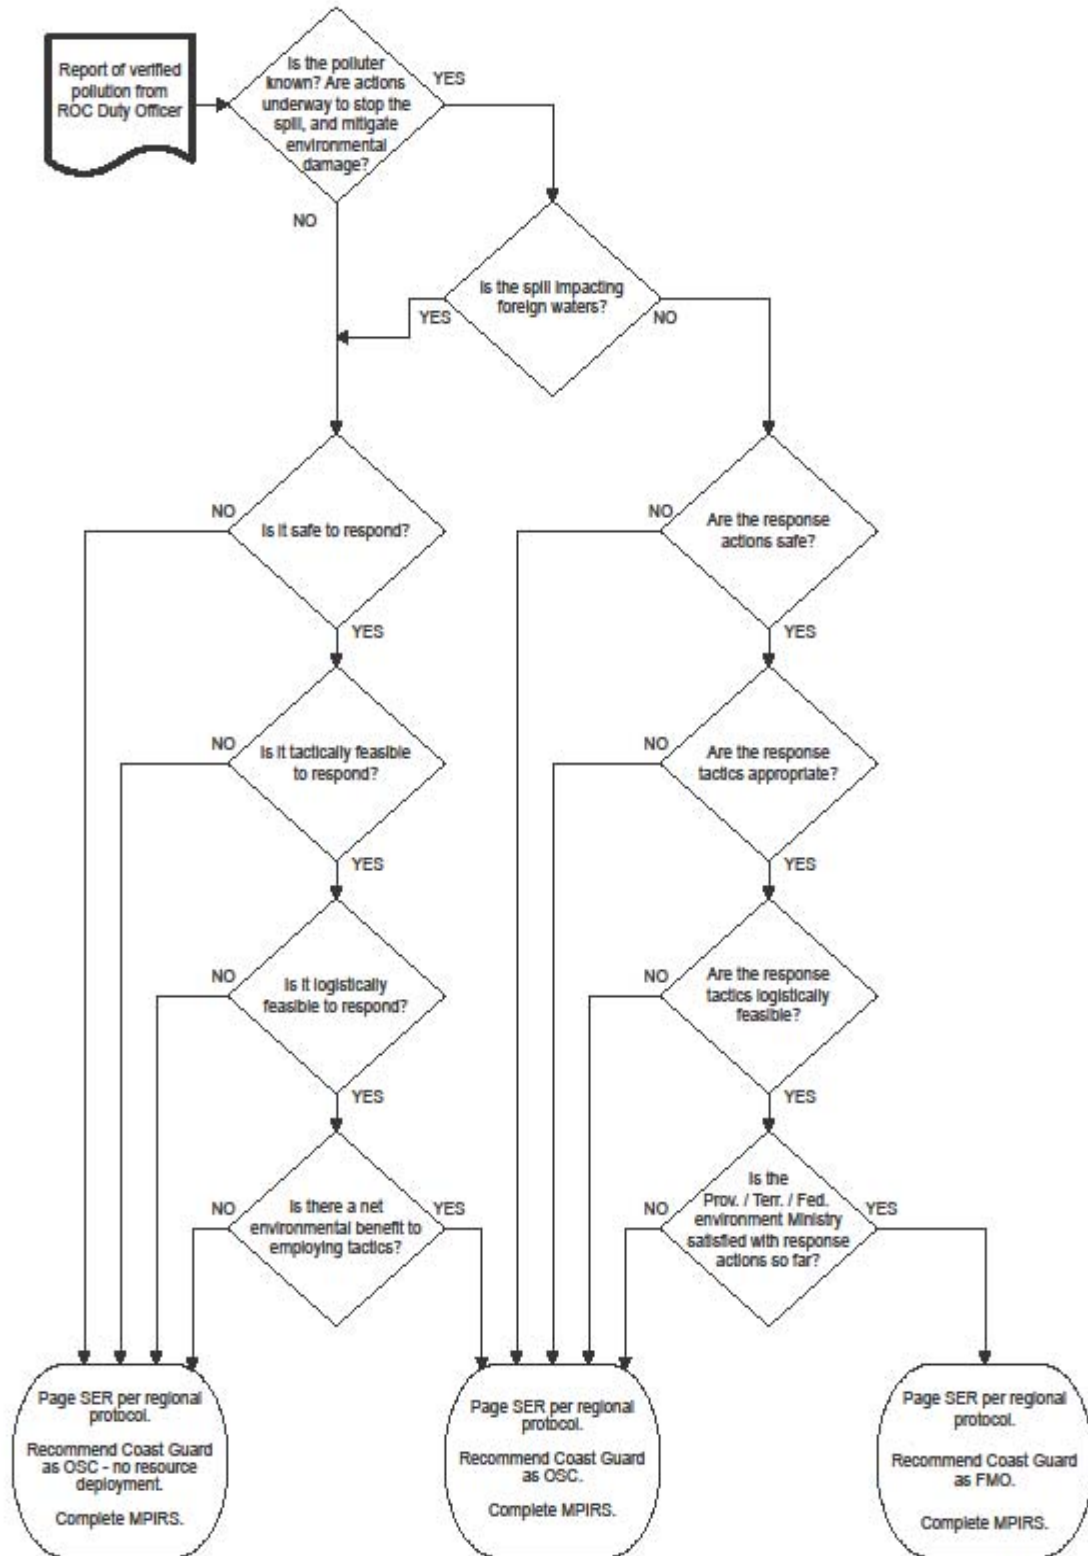 Report of verified
pollution from
ROC Duty Officer
Is the polluter
known? Are actions
underway to stop the
spill, and mitigate
environmental
damage?
YES
NO
Is the spill impacting
foreign waters?
YES
NO
NO
Is it safe to respond?
YES
NO
Are the response
actions safe?
YES
NO
Is it tactically feasible
to respond?
YES
NO
Are the response
tactics appropriate?
YES
NO
Is it logistically
feasible to respond?
YES
NO
Are the response
tactics logistically
feasible?
YES
NO
Is there a net
environmental benefit to
employing tactics?
YES
NO
Is the
Prov. / Terr. / Fed.
environment Ministry
satisfied with response
actions so far?
YES
Page SER per regional
protocol.
Recommend Coast Guard
as OSC - no resource
deployment.
Complete MPIRS.
Page SER per regional
protocol.
Recommend Coast Guard
as OSC.
Complete MPIRS.
Page SER per regional
protocol.
Recommend Coast Guard
as FMO.
Complete MPIRS.